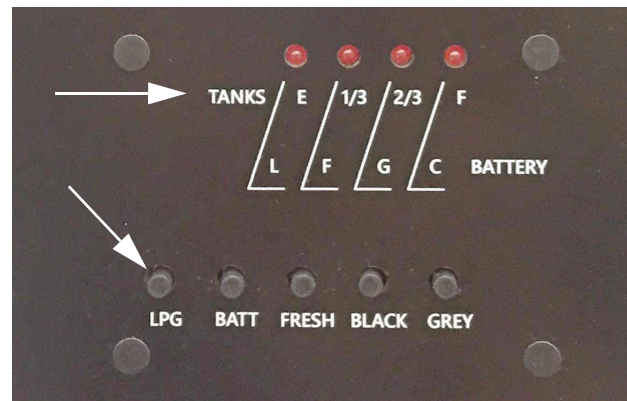 TANKS E 1/3 2/3 F
L F G C BATTERY
LPG BATT FRESH BLACK GREY